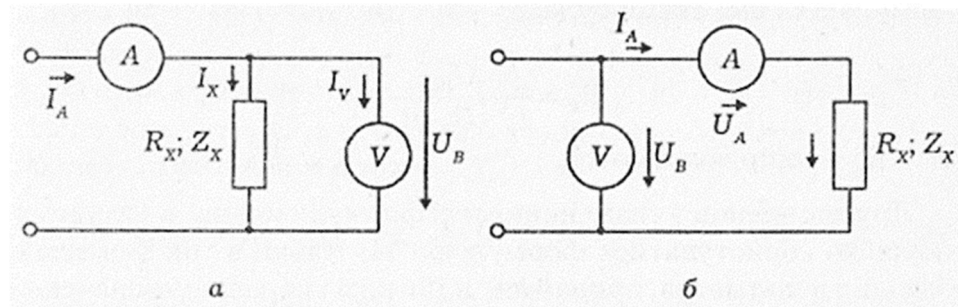 A
I_A
I_x
I_V
R_x; Z_x
V
U_B
а
I_A
A
U_A
V
U_B
R_x; Z_x
б